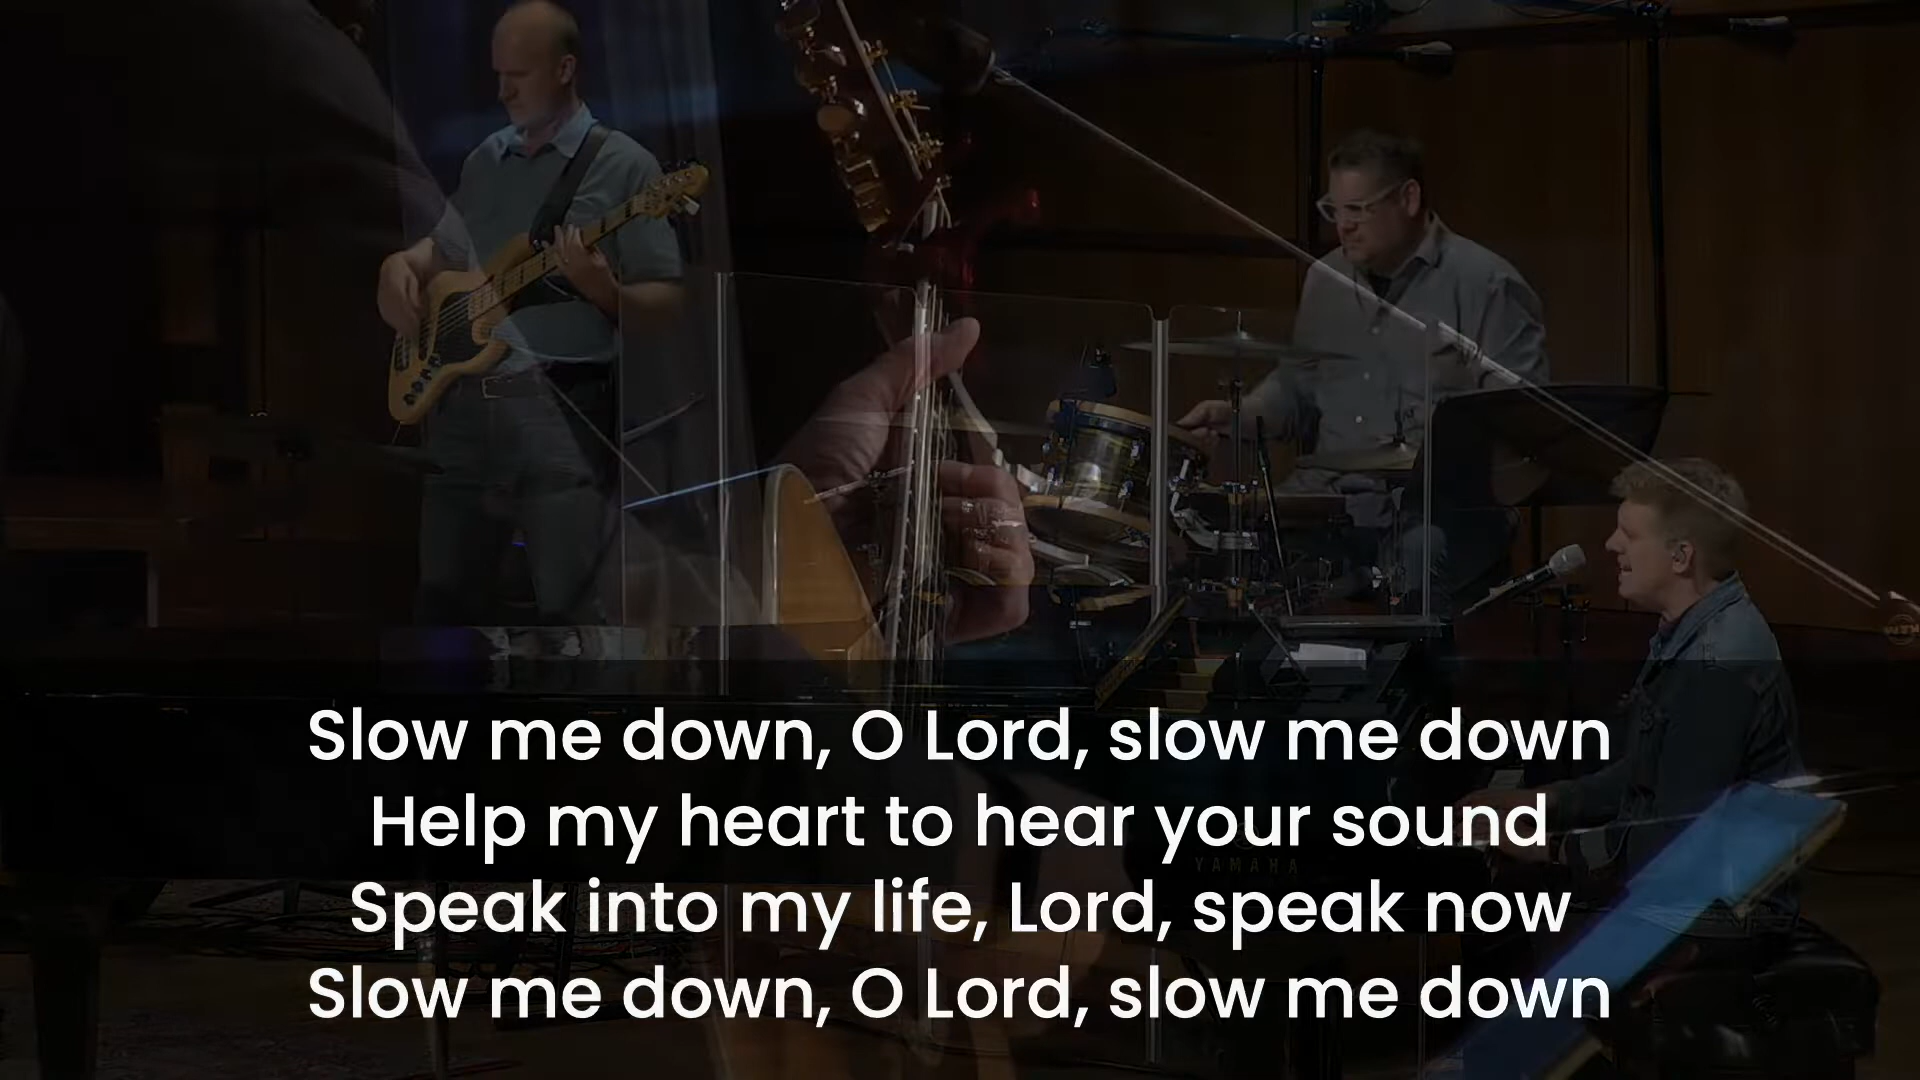 Slow me down, O Lord, slow me down
Help my heart to hear your sound
YAMAHA
Speak into my life, Lord, speak now
Slow me down, O Lord, slow me down